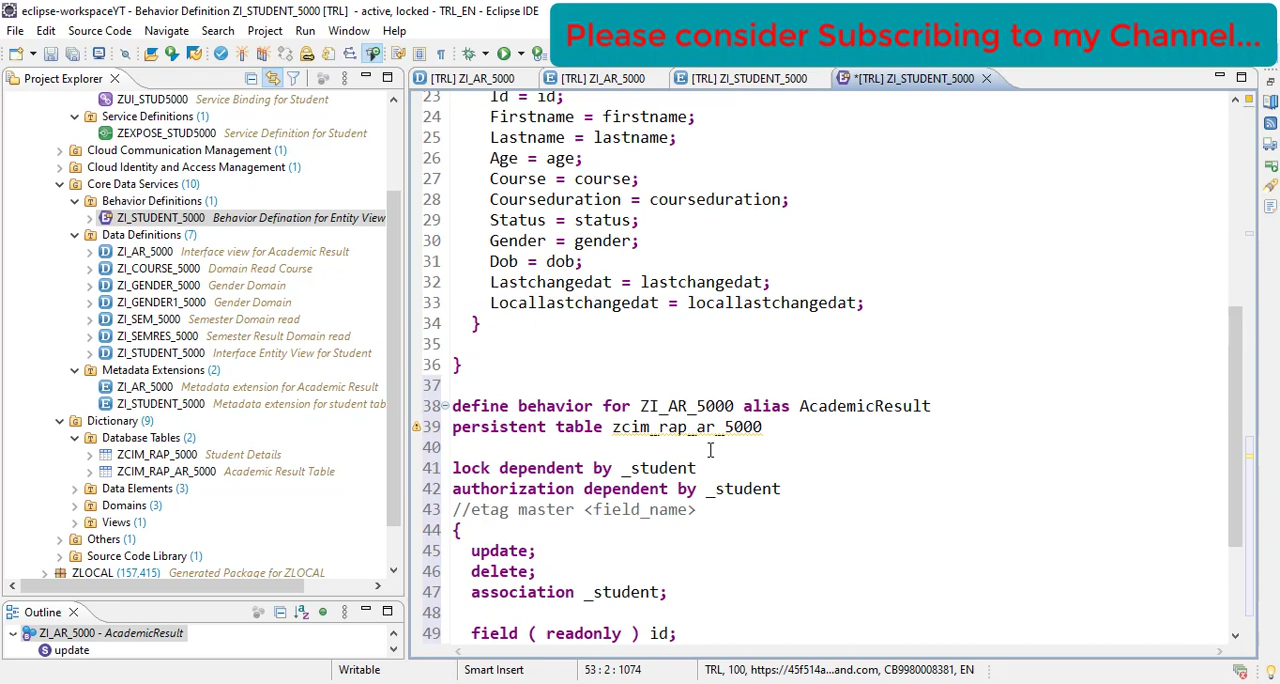 eclipse-workspaceYT - Behavior Definition ZI_STUDENT_5000 [TRL] - active, locked - TRL_EN - Eclipse IDE
Please consider Subscribing to my Channel...
File Edit Source Code Navigate Search Project Run Window Help
Project Explorer
[TRL] ZI_AR_5000
[TRL] ZI_AR_5000
[TRL] ZI_STUDENT_5000
*[TRL] ZI_STUDENT_5000
ZUI_STUD5000 Service Binding for Student
Service Definitions (1)
ZEXPOSE_STUD5000 Service Definition for Student
Cloud Communication Management (1)
Cloud Identity and Access Management (1)
Core Data Services (10)
Behavior Definitions (1)
ZI_STUDENT_5000 Behavior Defination for Entity View
Data Definitions (7)
ZI_AR_5000 Interface view for Academic Result
ZI_COURSE_5000 Domain Read Course
ZI_GENDER_5000 Gender Domain
ZI_GENDER1_5000 Gender Domain
ZI_SEM_5000 Semester Domain read
ZI_SEMRES_5000 Semester Result Domain read
ZI_STUDENT_5000 Interface Entity View for Student
Metadata Extensions (2)
ZI_AR_5000 Metadata extension for Academic Result
ZI_STUDENT_5000 Metadata extension for student tab
Dictionary (9)
Database Tables (2)
ZCIM_RAP_5000 Student Details
ZCIM_RAP_AR_5000 Academic Result Table
Data Elements (3)
Domains (3)
Views (1)
Others (1)
Source Code Library (1)
ZLOCAL (157,415) Generated Package for ZLOCAL
Outline
ZI_AR_5000 - AcademicResult
update
23 Id = id;
24 Firstname = firstname;
25 Lastname = lastname;
26 Age = age;
27 Course = course;
28 Courseduration = courseduration;
29 Status = status;
30 Gender = gender;
31 Dob = dob;
32 Lastchangedat = lastchangedat;
33 Locallastchangedat = locallastchangedat;
34 }
35
36 }
37
38 define behavior for ZI_AR_5000 alias AcademicResult
39 persistent table zcim_rap_ar_5000
40
41 lock dependent by _student
42 authorization dependent by _student
43 //etag master <field_name>
44 {
45 update;
46 delete;
47 association _student;
48
49 field ( readonly ) id;
Writable Smart Insert 53 : 2 : 1074 TRL, 100, https://45f514a...and.com, CB9980008381, EN